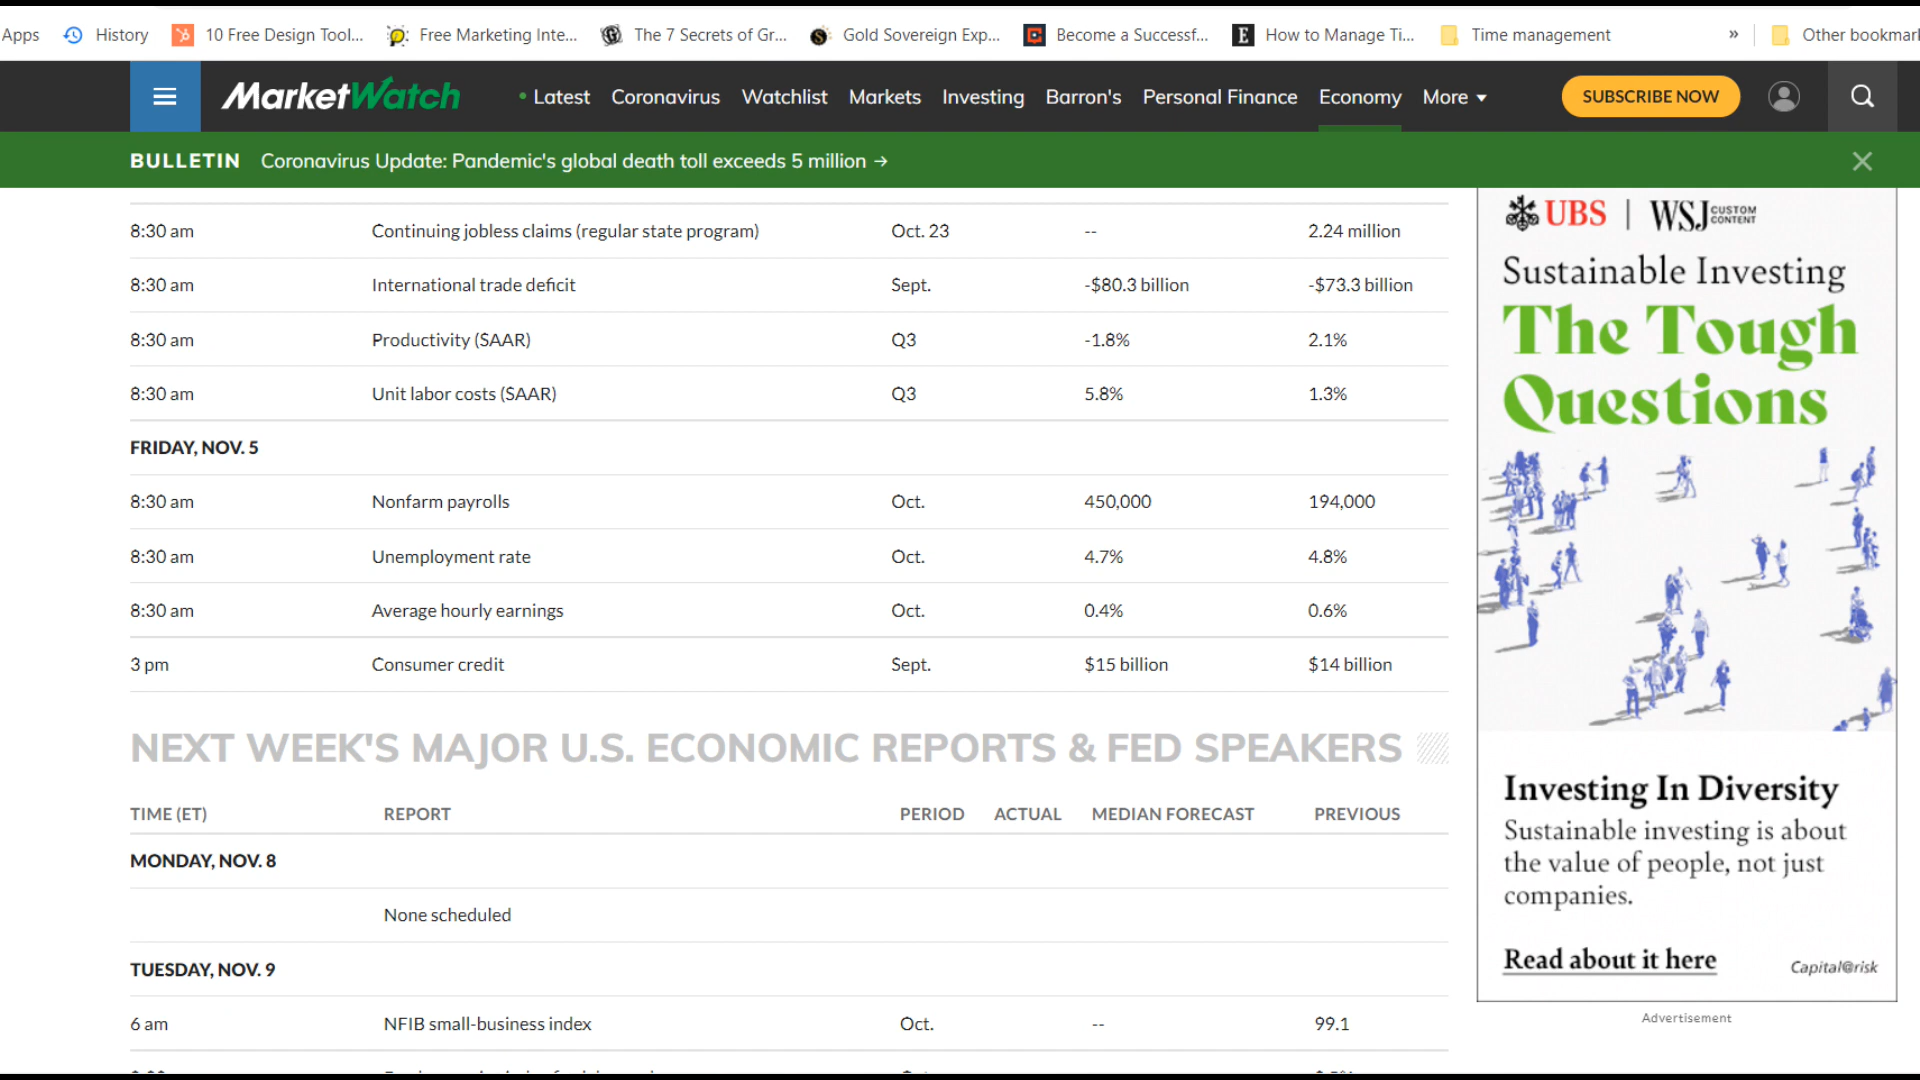 Apps History 10 Free Design Tool... Free Marketing Inte... The 7 Secrets of Gr... Gold Sovereign Exp... Become a Successf... How to Manage Ti... Time management » Other bookmar
MarketWatch • Latest Coronavirus Watchlist Markets Investing Barron's Personal Finance Economy More SUBSCRIBE NOW
BULLETIN Coronavirus Update: Pandemic's global death toll exceeds 5 million →
8:30 am Continuing jobless claims (regular state program) Oct. 23 -- 2.24 million
8:30 am International trade deficit Sept. -$80.3 billion -$73.3 billion
8:30 am Productivity (SAAR) Q3 -1.8% 2.1%
8:30 am Unit labor costs (SAAR) Q3 5.8% 1.3%
FRIDAY, NOV. 5
8:30 am Nonfarm payrolls Oct. 450,000 194,000
8:30 am Unemployment rate Oct. 4.7% 4.8%
8:30 am Average hourly earnings Oct. 0.4% 0.6%
3 pm Consumer credit Sept. $15 billion $14 billion
NEXT WEEK'S MAJOR U.S. ECONOMIC REPORTS & FED SPEAKERS
TIME (ET) REPORT PERIOD ACTUAL MEDIAN FORECAST PREVIOUS
MONDAY, NOV. 8
None scheduled
TUESDAY, NOV. 9
6 am NFIB small-business index Oct. -- 99.1
UBS | WSJ CUSTOM CONTENT
Sustainable Investing
The Tough
Questions
Investing In Diversity
Sustainable investing is about
the value of people, not just
companies.
Read about it here Capital@risk
Advertisement